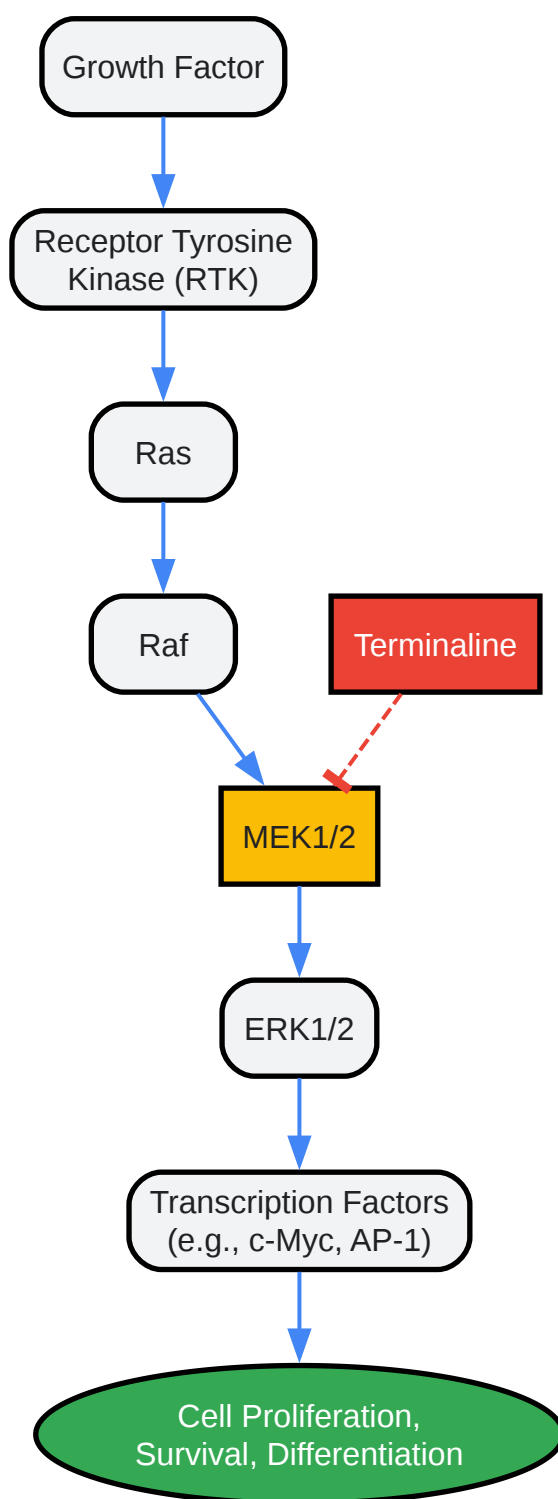 Growth Factor
Receptor Tyrosine
Kinase (RTK)
Ras
Raf
Terminaline
MEK1/2
ERK1/2
Transcription Factors
(e.g., c-Myc, AP-1)
Cell Proliferation,
Survival, Differentiation